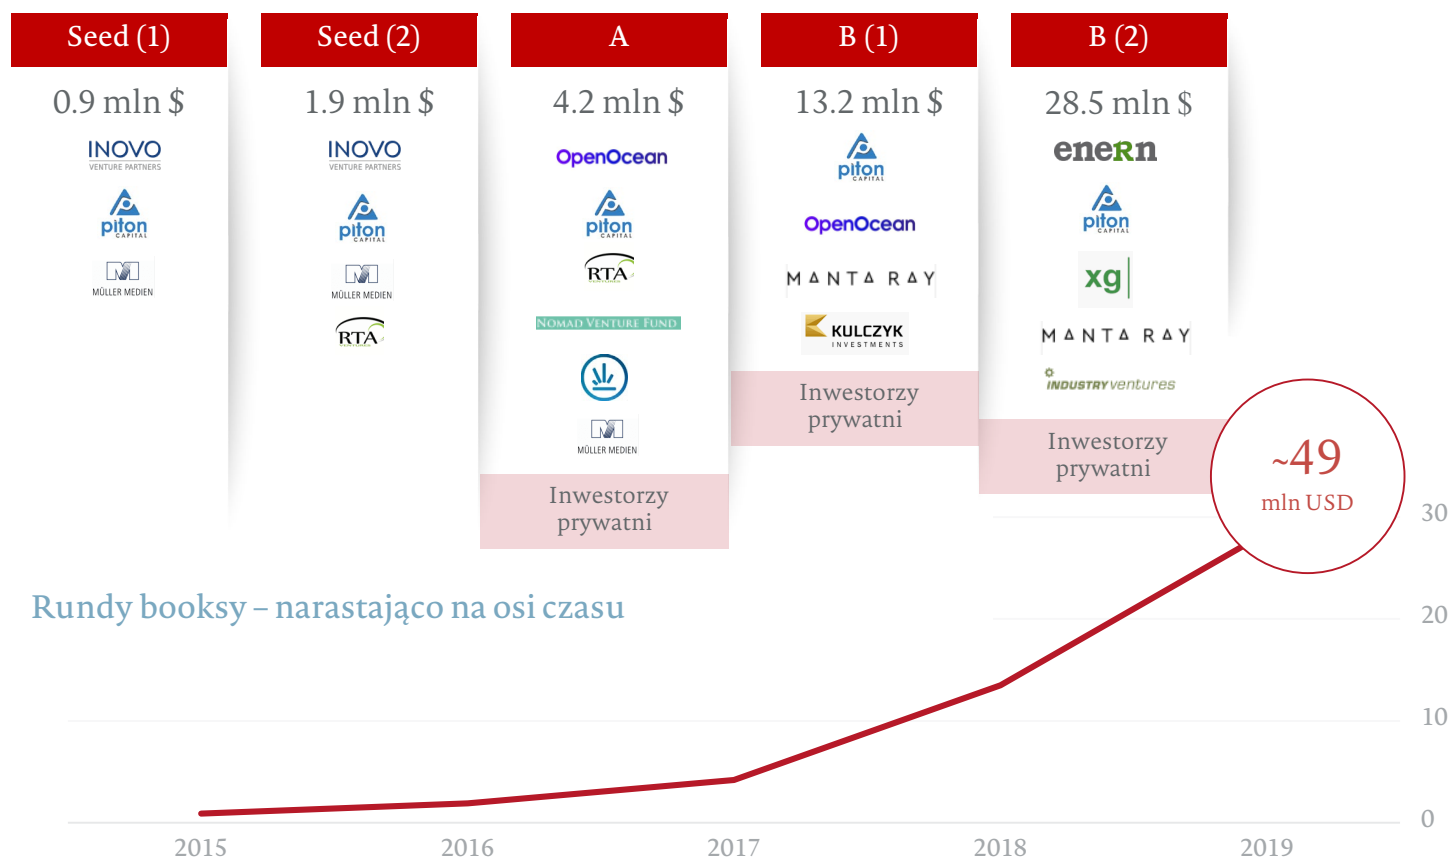 Seed (1)
0.9 mln $
INOVO
VENTURE PARTNERS
piton
CAPITAL
MÜLLER MEDIEN
Seed (2)
1.9 mln $
INOVO
VENTURE PARTNERS
piton
CAPITAL
MÜLLER MEDIEN
RTA
VENTURES
A
4.2 mln $
OpenOcean
piton
CAPITAL
RTA
VENTURES
NOMAD VENTURE FUND
MÜLLER MEDIEN
Inwestorzy
prywatni
B (1)
13.2 mln $
piton
CAPITAL
OpenOcean
MANTA RAY
KULCZYK
INVESTMENTS
Inwestorzy
prywatni
B (2)
28.5 mln $
enern
piton
CAPITAL
xg
MANTA RAY
INDUSTRY ventures
Inwestorzy
prywatni
~49
mln USD
Rundy booksy – narastająco na osi czasu
30
20
10
0
2015
2016
2017
2018
2019